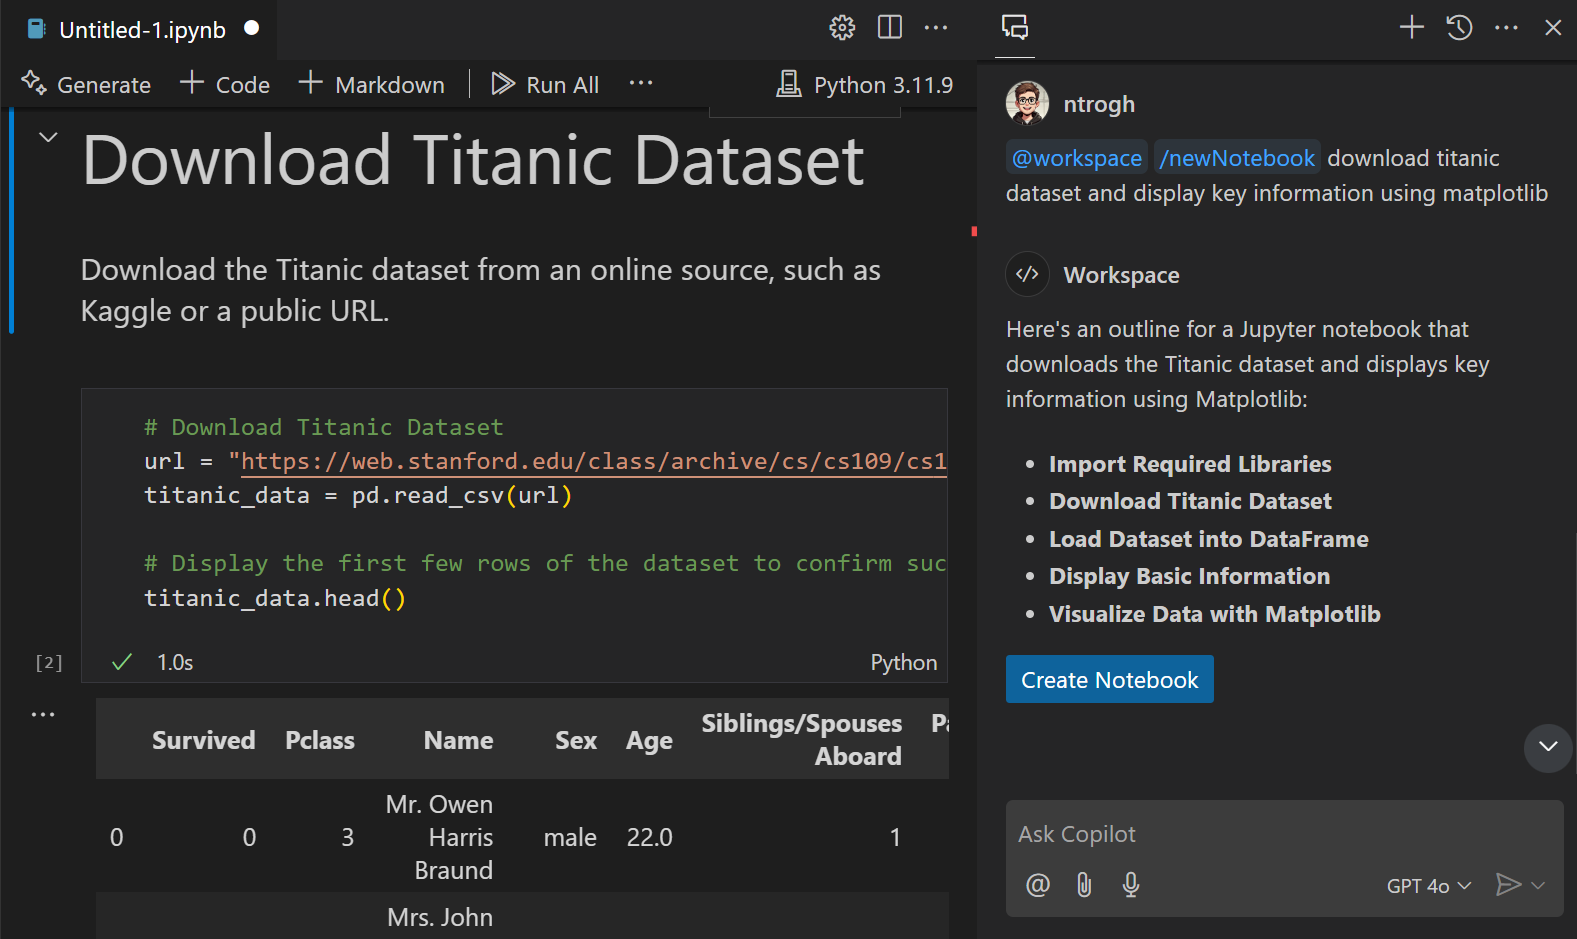 Untitled-1.ipynb
Generate Code Markdown Run All Python 3.11.9
Download Titanic Dataset
Download the Titanic dataset from an online source, such as
Kaggle or a public URL.
# Download Titanic Dataset
url = "https://web.stanford.edu/class/archive/cs/cs109/cs1
titanic_data = pd.read_csv(url)
# Display the first few rows of the dataset to confirm suc
titanic_data.head()
[2] 1.0s Python
Survived Pclass Name Sex Age Siblings/Spouses Aboard Pa
0 0 3 Mr. Owen Harris Braund male 22.0 1
Mrs. John
ntrogh
@workspace /newNotebook download titanic
dataset and display key information using matplotlib
Workspace
Here's an outline for a Jupyter notebook that
downloads the Titanic dataset and displays key
information using Matplotlib:
• Import Required Libraries
• Download Titanic Dataset
• Load Dataset into DataFrame
• Display Basic Information
• Visualize Data with Matplotlib
Create Notebook
Ask Copilot
@ GPT 4o